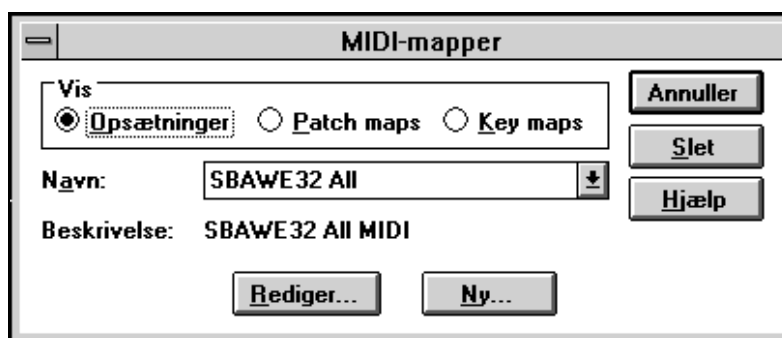 MIDI-mapper
Vis
Opsætninger Patch maps Key maps
Annuller
Slet
Navn: SBAWE32 All
Hjælp
Beskrivelse: SBAWE32 All MIDI
Rediger... Ny...